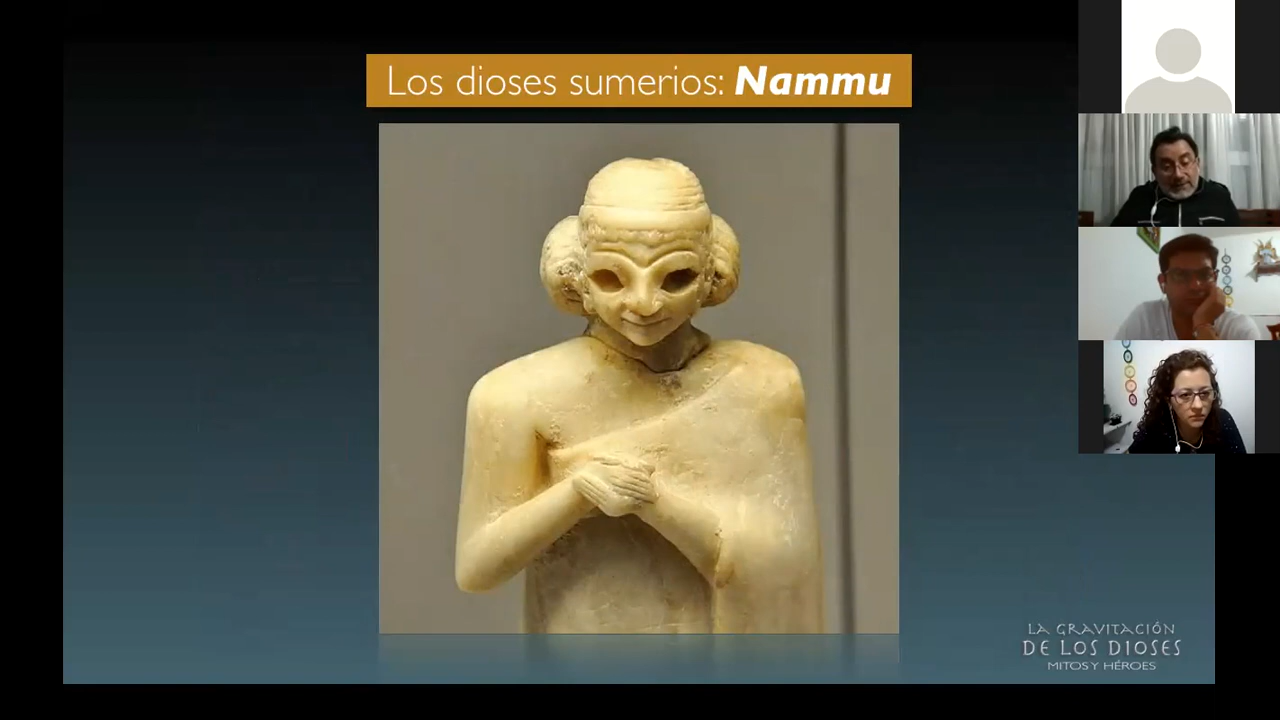 Los dioses sumerios: Nammu
LA GRAVITACIÓN
DE LOS DIOSES
MITOS Y HÉROES